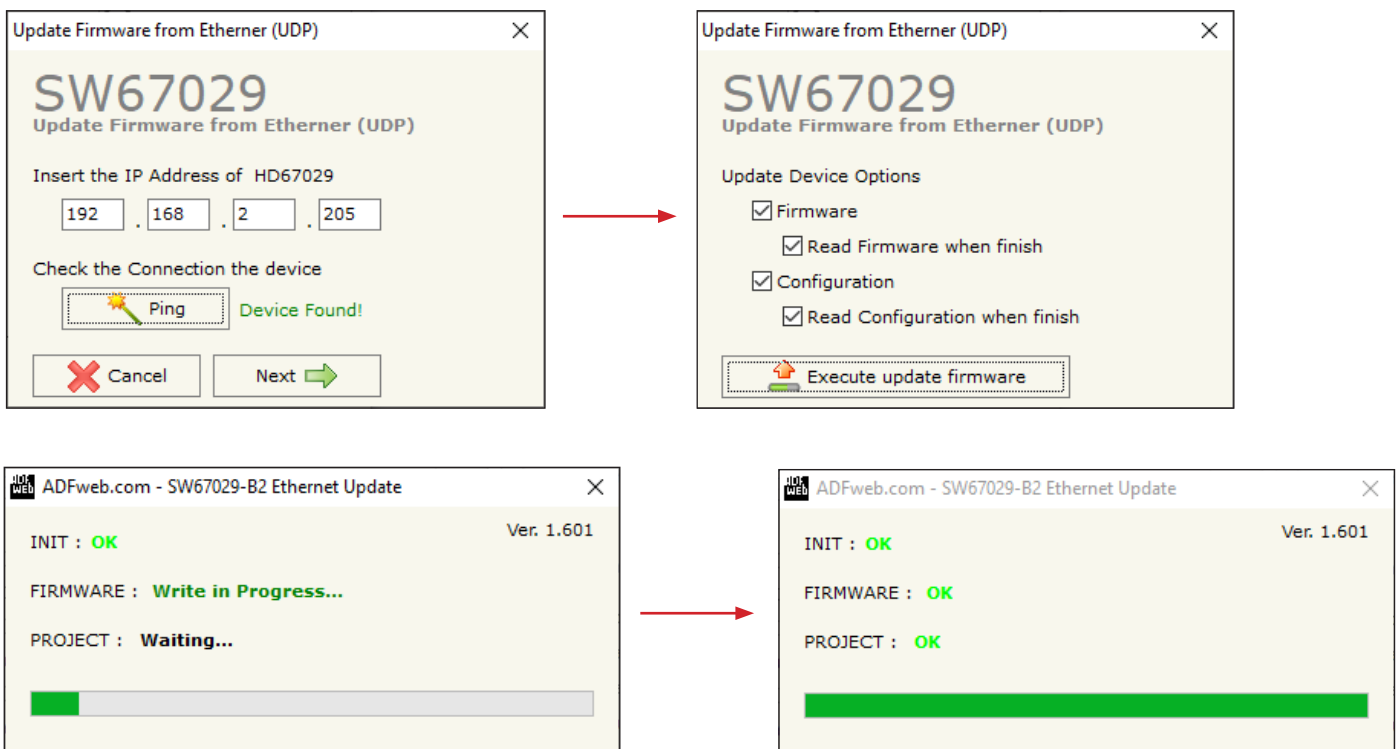 Update Firmware from Etherner (UDP)
SW67029
Update Firmware from Etherner (UDP)
Insert the IP Address of HD67029
192 . 168 . 2 . 205
Check the Connection the device
Ping Device Found!
Cancel Next
Update Firmware from Etherner (UDP)
SW67029
Update Firmware from Etherner (UDP)
Update Device Options
Firmware
Read Firmware when finish
Configuration
Read Configuration when finish
Execute update firmware
ADF
web ADFweb.com - SW67029-B2 Ethernet Update
Ver. 1.601
INIT : OK
FIRMWARE : Write in Progress...
PROJECT : Waiting...
ADF
web ADFweb.com - SW67029-B2 Ethernet Update
Ver. 1.601
INIT : OK
FIRMWARE : OK
PROJECT : OK